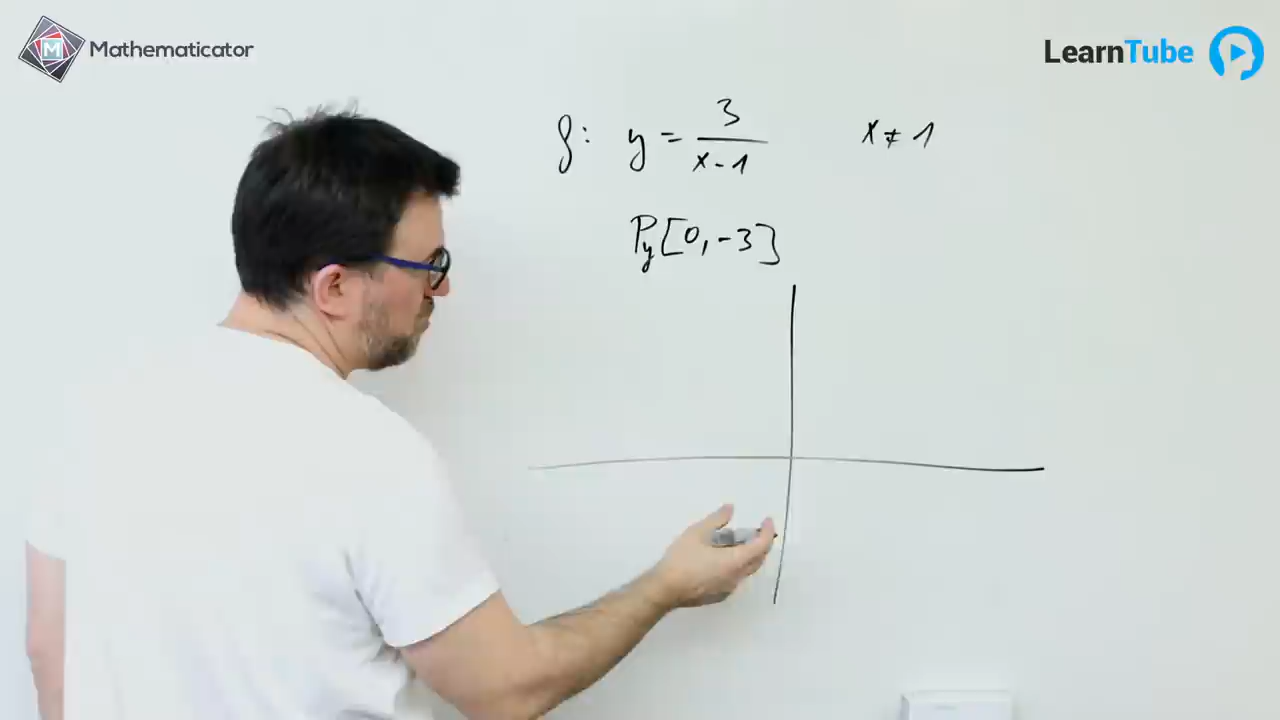 Mathematicator
LearnTube
f: y = 3/(x-1) x ≠ 1
Py[0,-3]